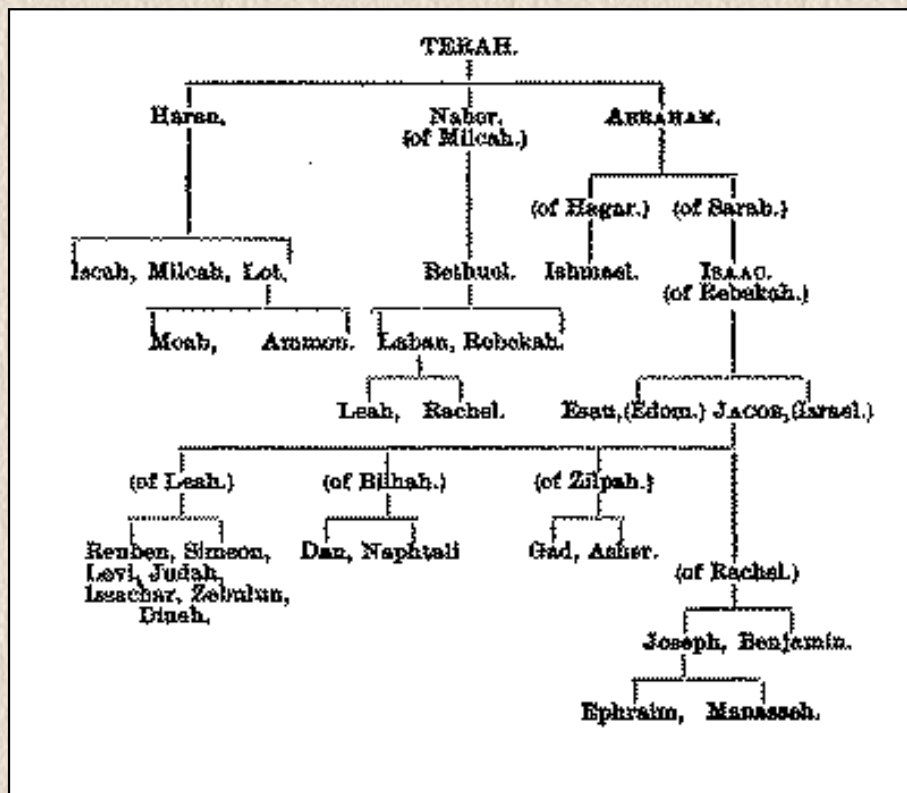 TERAH.
Haran. Nahor. ABRAHAM.
(of Milcah.)
(of Hagar.) (of Sarah.)
Iscah, Milcah, Lot, Bethuel. Ishmael. ISAAC.
(of Rebekah.)
Moab, Ammon. Laban, Rebekah.
Leah, Rachel. Esau,(Edom.) JACOB,(Israel.)
(of Leah.) (of Bilhah.) (of Zilpah.)
Reuben, Simeon, Dan, Naphtali Gad, Asher.
Levi, Judah,
(of Rachel.)
Issachar, Zebulun,
Dinah.
Joseph, Benjamin.
Ephraim, Manasseh.